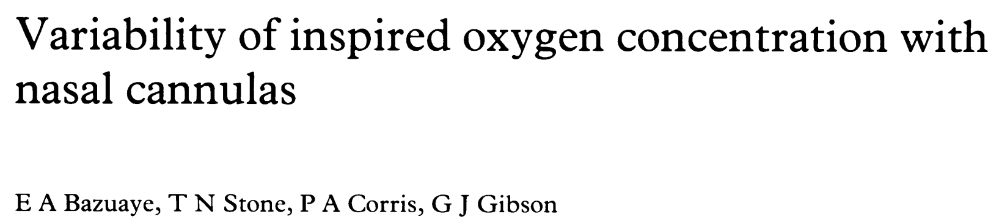 Variability of inspired oxygen concentration with
nasal cannulas
E A Bazuaye, T N Stone, P A Corris, G J Gibson